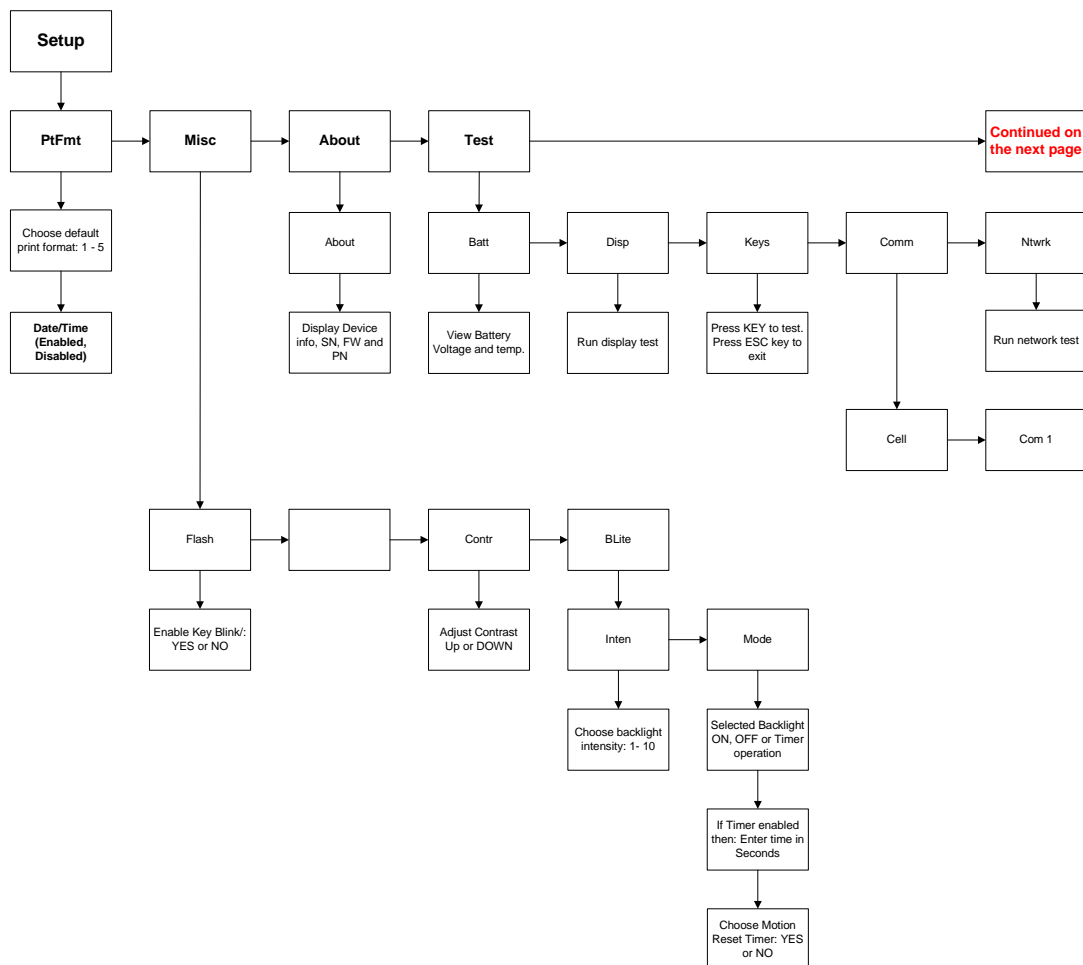 Setup
PtFmt
Misc
About
Test
Continued on
the next page
Choose default
print format: 1 - 5
About
Batt
Disp
Keys
Comm
Ntwrk
Date/Time
(Enabled,
Disabled)
Display Device
info, SN, FW and
PN
View Battery
Voltage and temp.
Run display test
Press KEY to test.
Press ESC key to
exit
Run network test
Cell
Com 1
Flash
Contr
BLite
Enable Key Blink/:
YES or NO
Adjust Contrast
Up or DOWN
Inten
Mode
Choose backlight
intensity: 1- 10
Selected Backlight
ON, OFF or Timer
operation
If Timer enabled
then: Enter time in
Seconds
Choose Motion
Reset Timer: YES
or NO